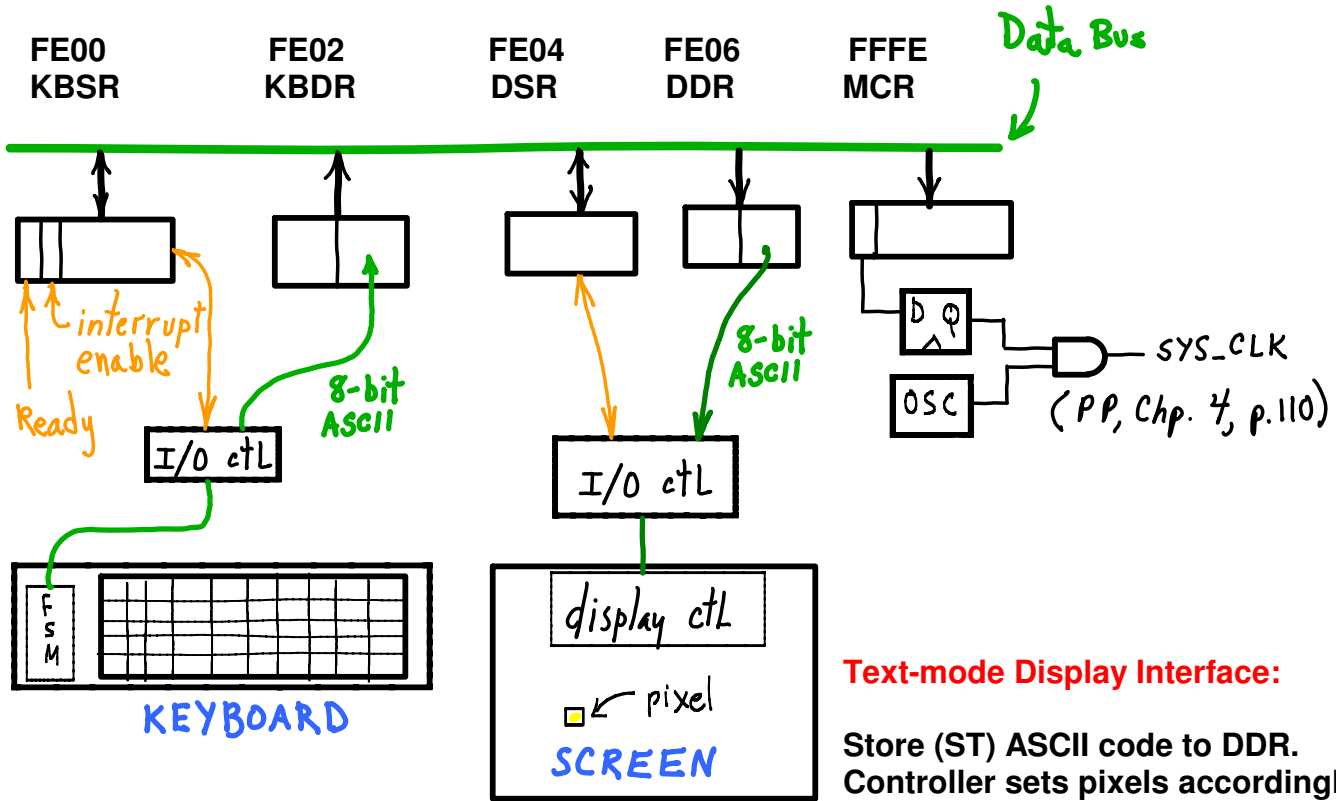 FE00 FE02 FE04 FE06 FFFE Data Bus
KBSR KBDR DSR DDR MCR
interrupt
enable
Ready
8-bit
ASCII
8-bit
ASCII
D Q
OSC
SYS_CLK
(PP, Chp. 4, p.110)
I/O ctL
I/O ctL
F
S
M
KEYBOARD
display ctL
pixel
SCREEN
Text-mode Display Interface:
Store (ST) ASCII code to DDR.
Controller sets pixels accordingl